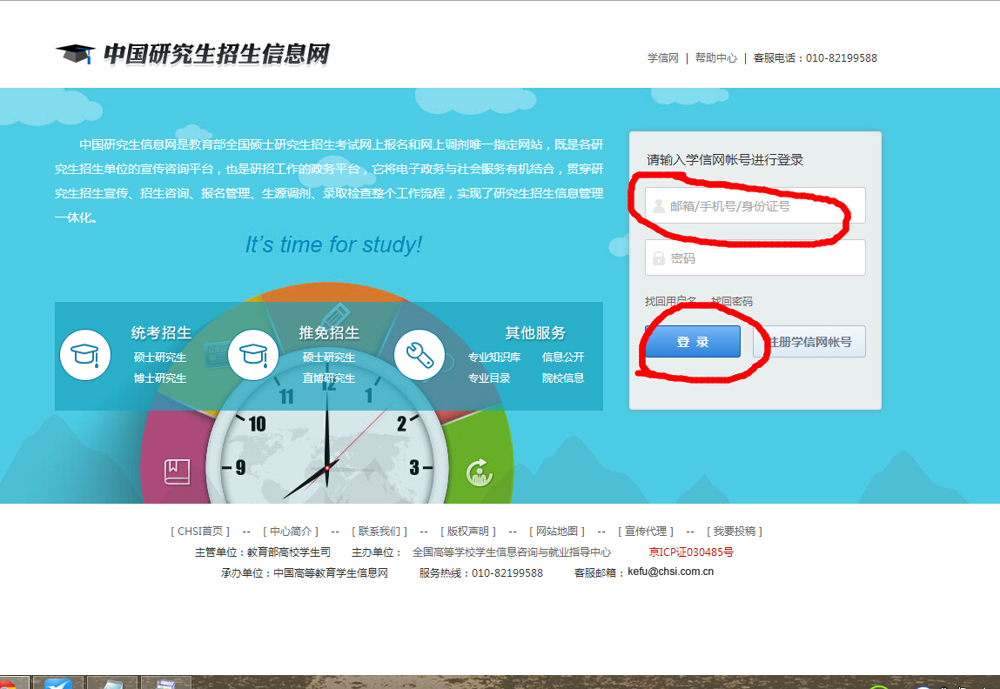 中国研究生招生信息网
学信网 | 帮助中心 | 客服电话：010-82199588
中国研究生信息网是教育部全国硕士研究生招生考试网上报名和网上调剂唯一指定网站，既是各研
究生招生单位的宣传咨询平台，也是研招工作的政务平台，它将电子政务与社会服务有机结合，贯穿研
究生招生宣传、招生咨询、报名管理、生源调剂、录取检查整个工作流程，实现了研究生招生信息管理
一体化。
It's time for study!
请输入学信网帐号进行登录
邮箱/手机号/身份证号
密码
找回用户名 找回密码
登 录 注册学信网帐号
统考招生
硕士研究生
博士研究生
推免招生
硕士研究生
直博研究生
其他服务
专业知识库 信息公开
专业目录 院校信息
11 12 1
10 2
9 3
[ CHSI首页 ] -- [ 中心简介 ] -- [ 联系我们 ] -- [ 版权声明 ] -- [ 网站地图 ] -- [ 宣传代理 ] -- [ 我要投稿 ]
主管单位：教育部高校学生司 主办单位： 全国高等学校学生信息咨询与就业指导中心 京ICP证030485号
承办单位：中国高等教育学生信息网 服务热线：010-82199588 客服邮箱：kefu@chsi.com.cn